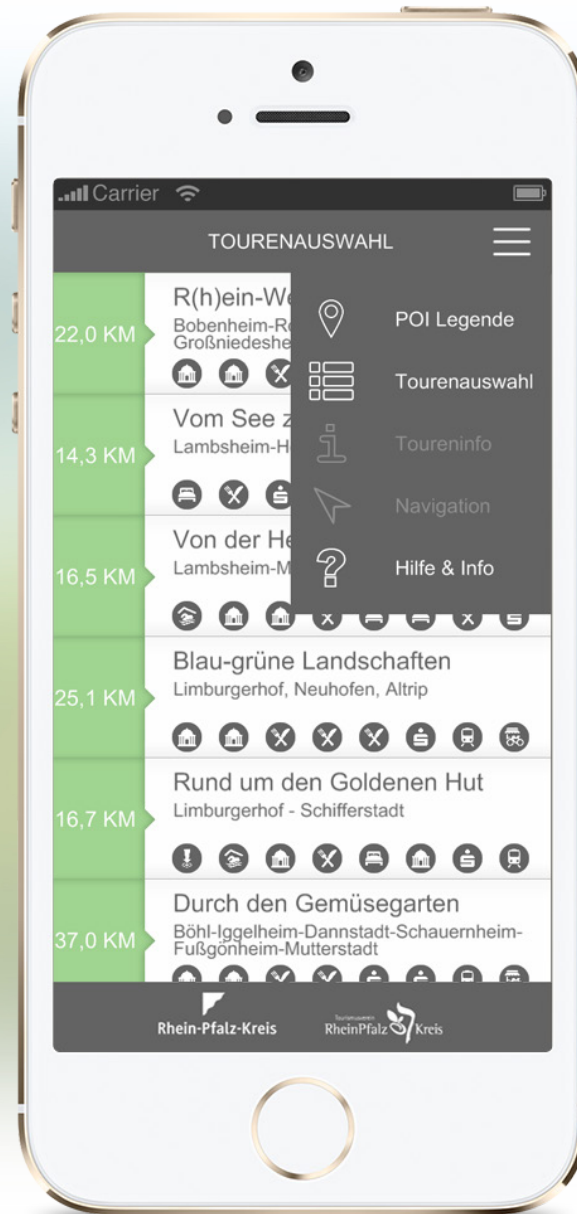 Carrier
TOURENAUSWAHL
22,0 KM
R(h)ein-We
Bobenheim-Ro
Großniedeshe
POI Legende
Tourenauswahl
Toureninfo
Navigation
Hilfe & Info
14,3 KM
Vom See z
Lambsheim-H
16,5 KM
Von der He
Lambsheim-M
25,1 KM
Blau-grüne Landschaften
Limburgerhof, Neuhofen, Altrip
16,7 KM
Rund um den Goldenen Hut
Limburgerhof - Schifferstadt
37,0 KM
Durch den Gemüsegarten
Böhl-Iggelheim-Dannstadt-Schauernheim-
Fußgönheim-Mutterstadt
Rhein-Pfalz-Kreis
Tourismusverein
RheinPfalz Kreis